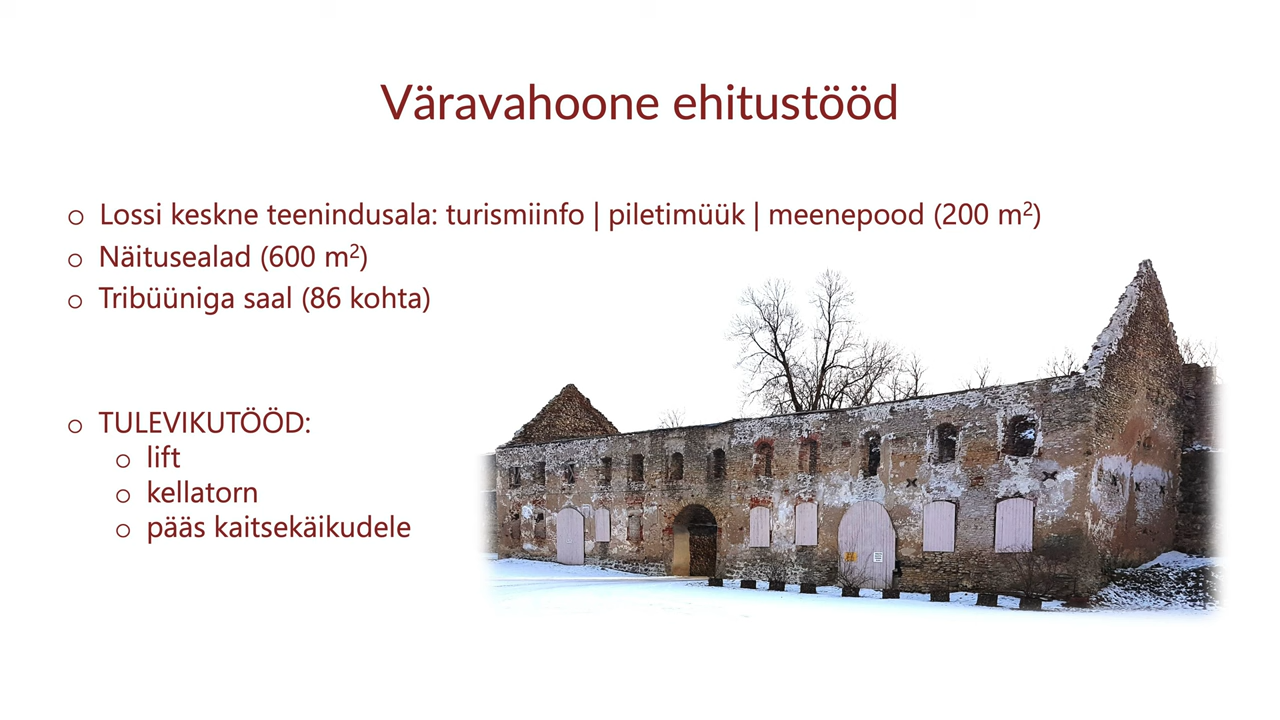 Väravahoone ehitustööd
Lossi keskne teenindusala: turismiinfo | piletimüük | meenepood (200 m²)
Näitusealad (600 m²)
Tribüüniga saal (86 kohta)
TULEVIKUTÖÖD:
lift
kellatorn
pääs kaitsekäikudele